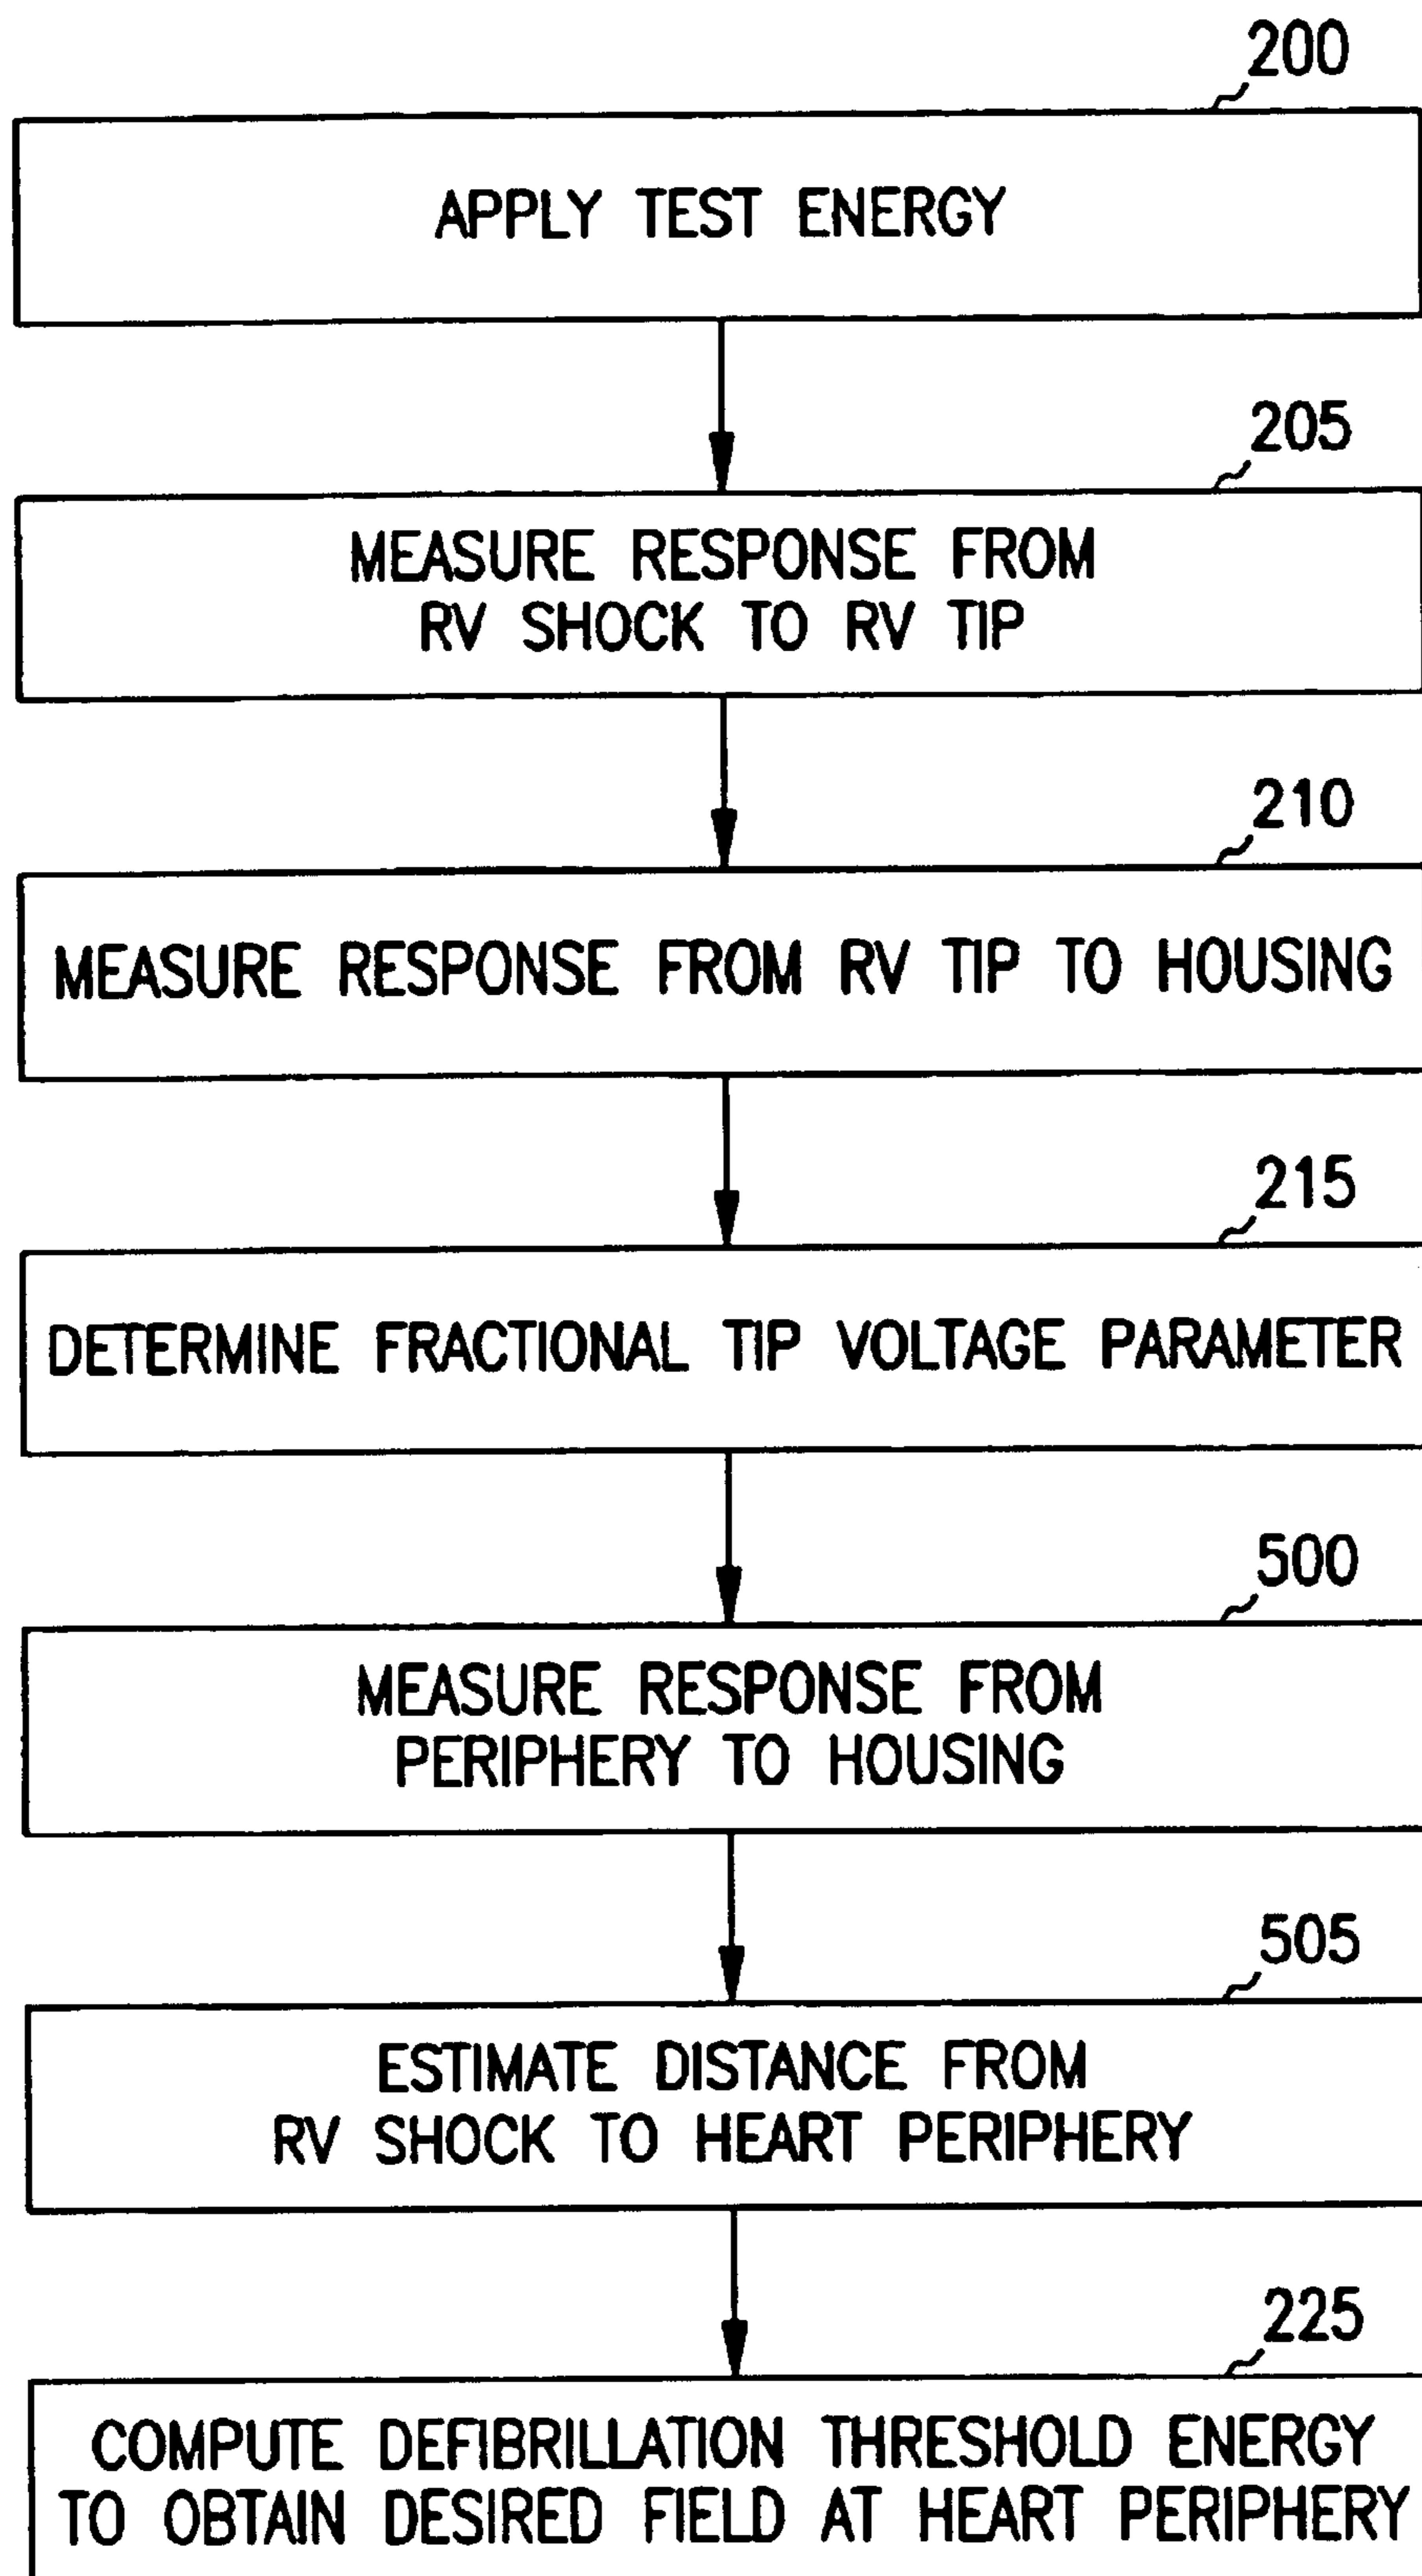 200
APPLY TEST ENERGY
205
MEASURE RESPONSE FROM
RV SHOCK TO RV TIP
210
MEASURE RESPONSE FROM RV TIP TO HOUSING
215
DETERMINE FRACTIONAL TIP VOLTAGE PARAMETER
500
MEASURE RESPONSE FROM
PERIPHERY TO HOUSING
505
ESTIMATE DISTANCE FROM
RV SHOCK TO HEART PERIPHERY
225
COMPUTE DEFIBRILLATION THRESHOLD ENERGY
TO OBTAIN DESIRED FIELD AT HEART PERIPHERY